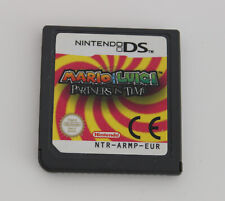 NINTENDO DS
MARIO & LUIGI
PARTNERS IN TIME
Nintendo
CE
NTR-ARMP-EUR